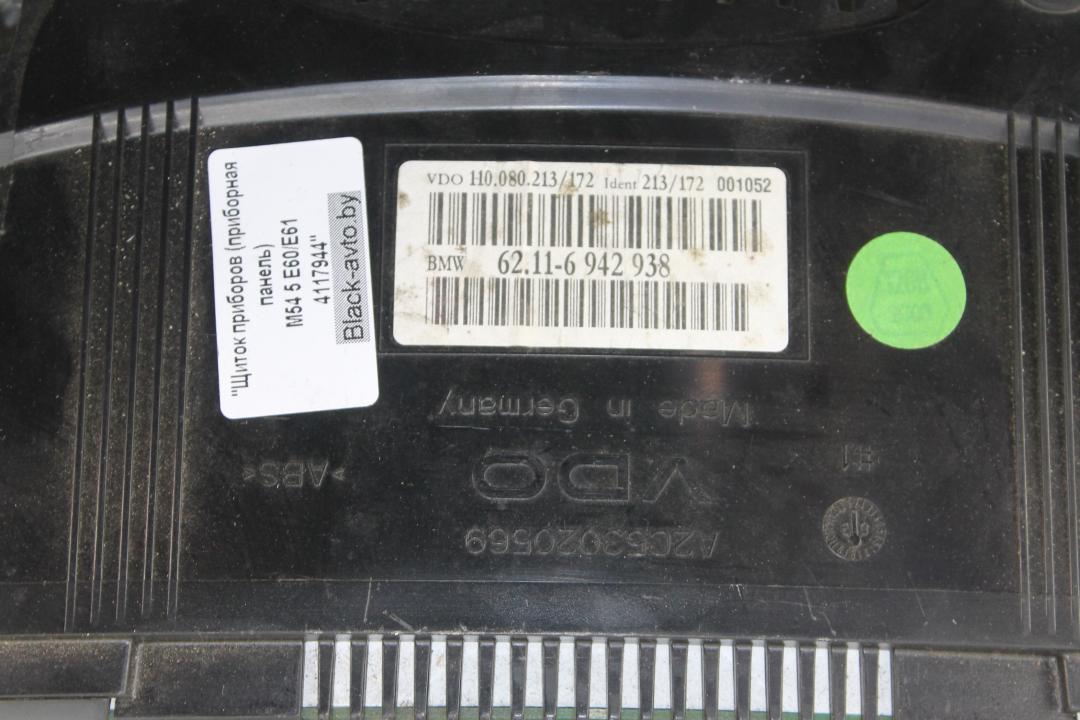 "Щиток приборов (приборная
панель)
M54 5 E60/E61
4117944"
Black-avto.by
VDO 110.080.213/172 Ident 213/172 001052
BMW 62.11-6 942 938
Made in Germany
VDO
A2C53020569
>ABS<
#1